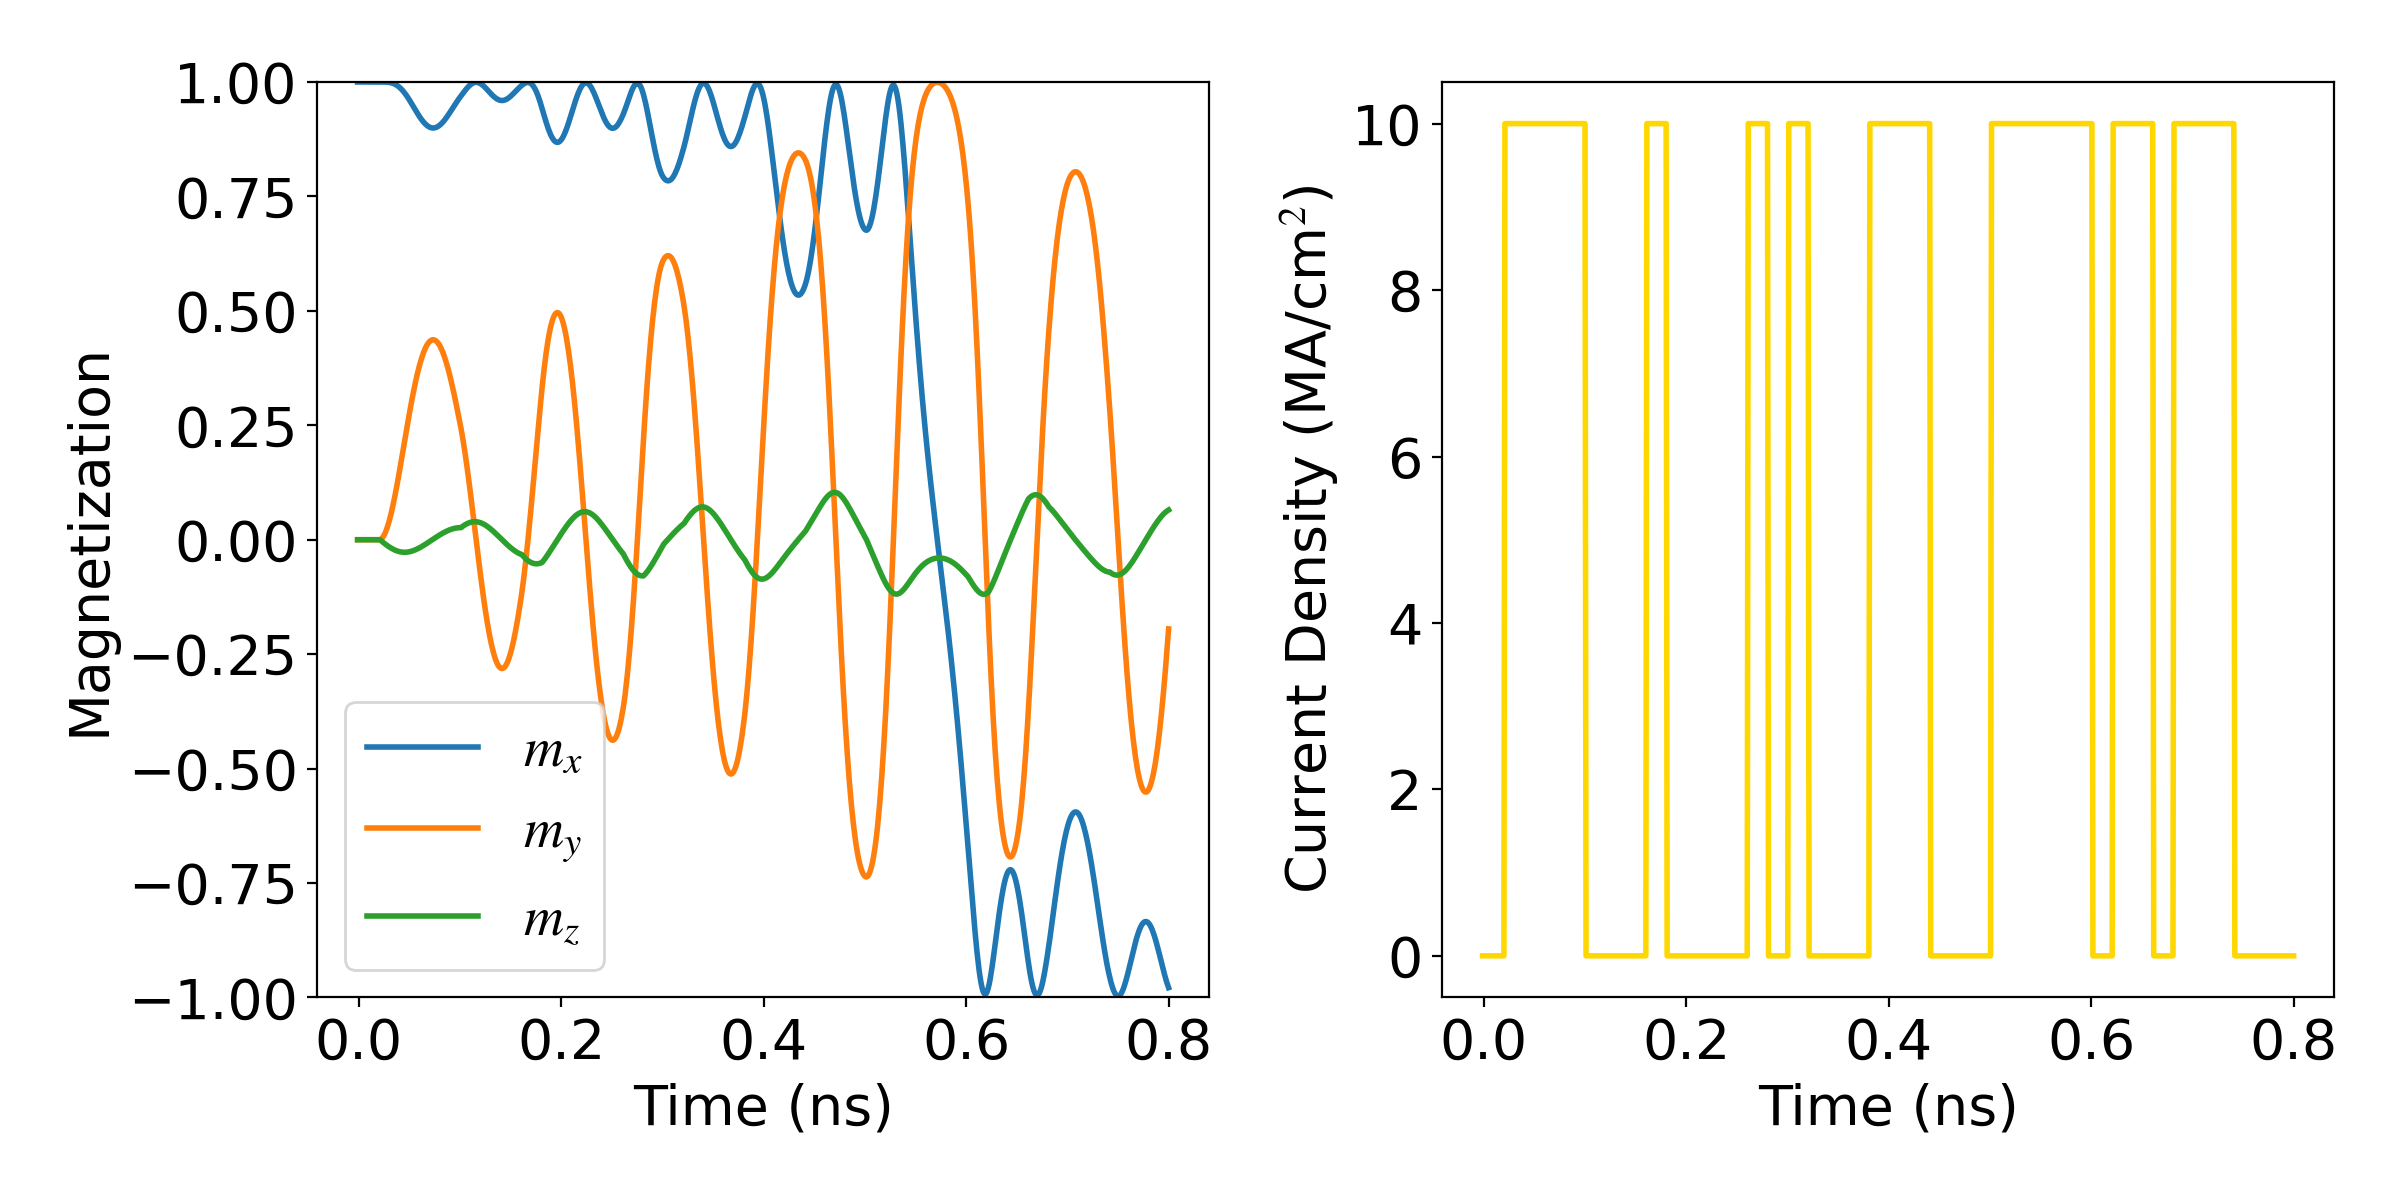 1.00
0.75
0.50
0.25
0.00
−0.25
−0.50
−0.75
−1.00
Magnetization
m_x
m_y
m_z
0.0 0.2 0.4 0.6 0.8
Time (ns)
10
8
6
4
2
0
Current Density (MA/cm²)
0.0 0.2 0.4 0.6 0.8
Time (ns)